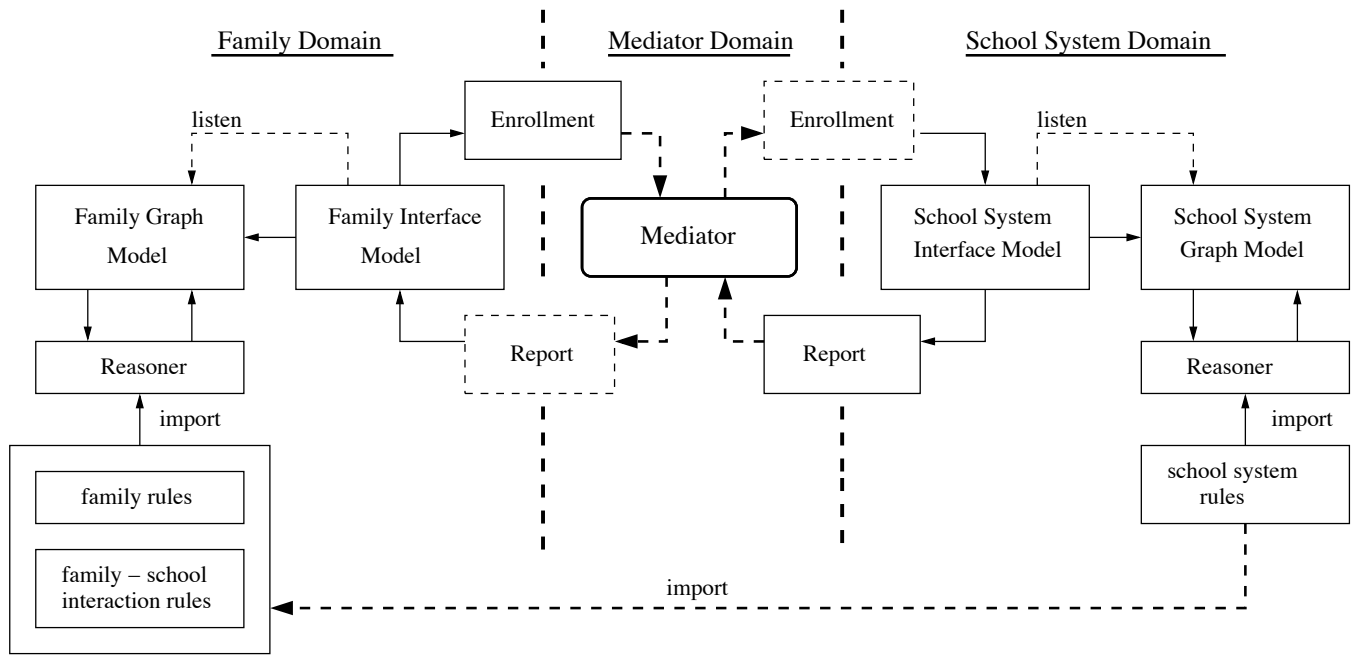 Family Domain
Mediator Domain
School System Domain
listen
Enrollment
Enrollment
listen
Family Graph
Model
Family Interface
Model
Mediator
School System
Interface Model
School System
Graph Model
Reasoner
Report
Report
Reasoner
import
import
family rules
school system
rules
family – school
interaction rules
import